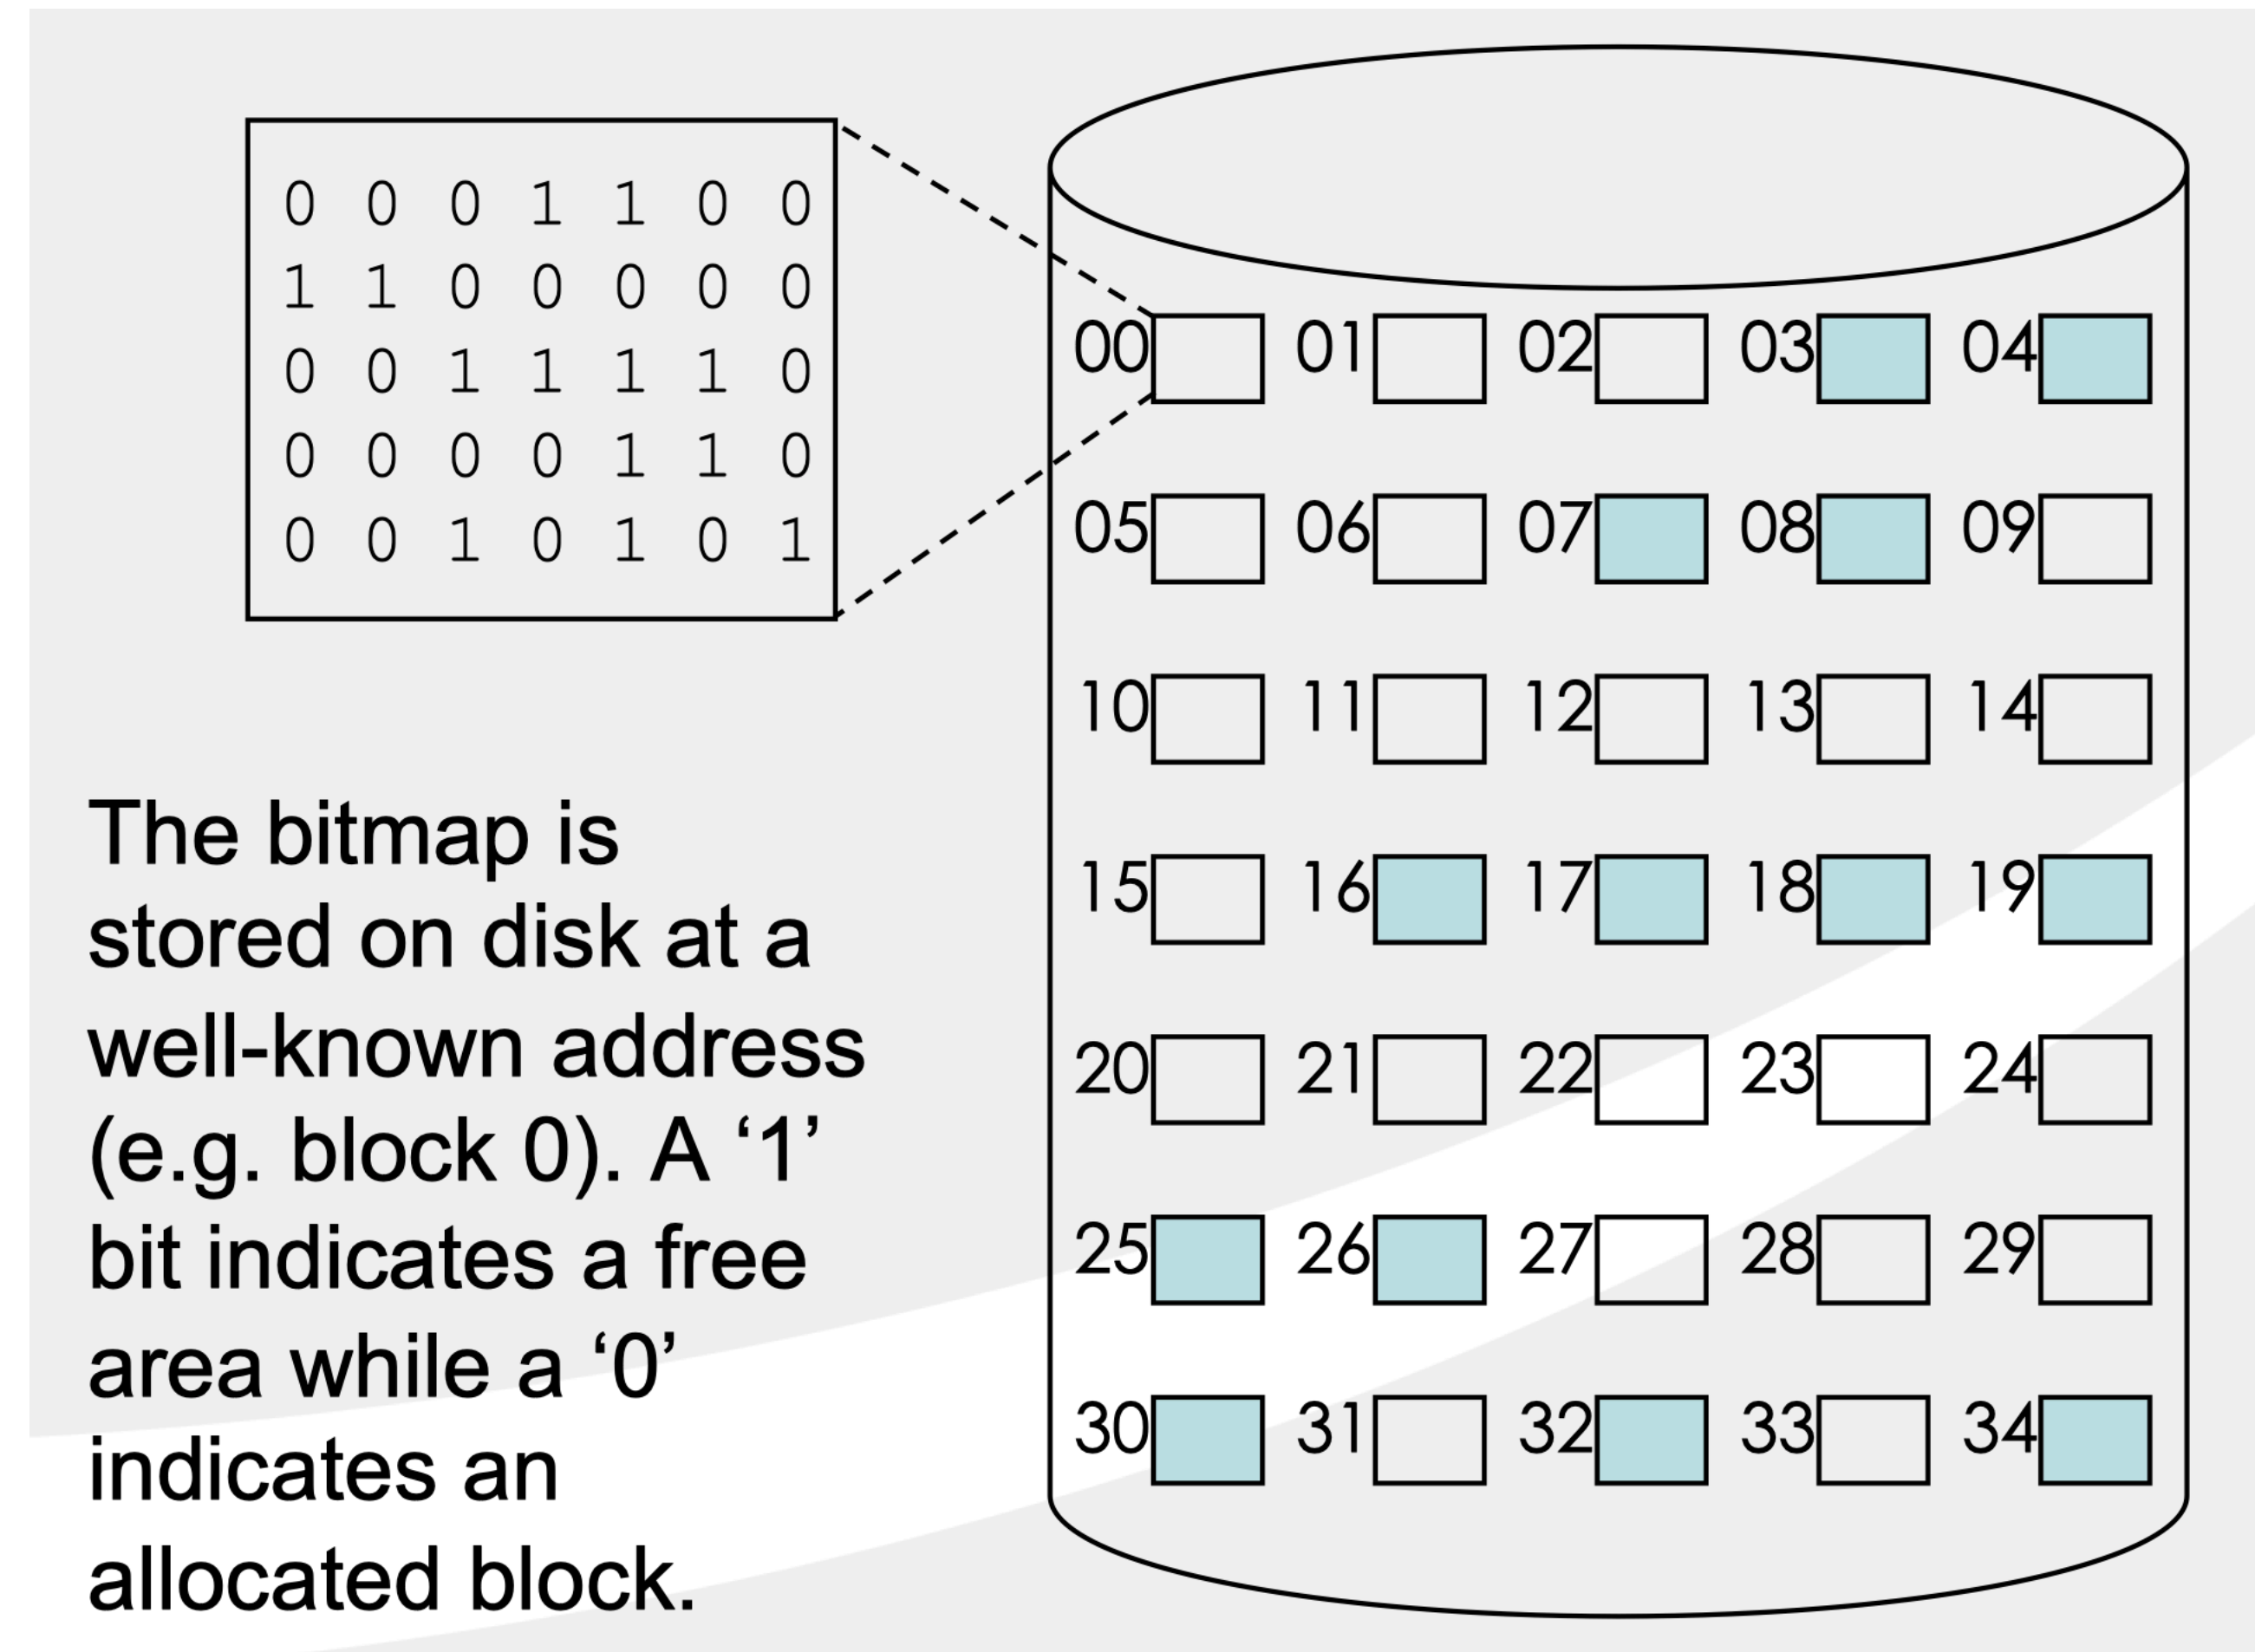 0 0 0 1 1 0 0
1 1 0 0 0 0 0
0 0 1 1 1 1 0
0 0 0 0 1 1 0
0 0 1 0 1 0 1
The bitmap is
stored on disk at a
well-known address
(e.g. block 0). A ‘1’
bit indicates a free
area while a ‘0’
indicates an
allocated block.
00 01 02 03 04
05 06 07 08 09
10 11 12 13 14
15 16 17 18 19
20 21 22 23 24
25 26 27 28 29
30 31 32 33 34